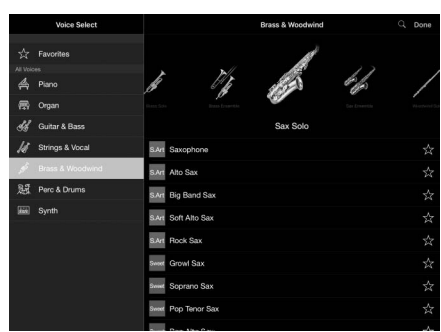 Voice Select
Brass & Woodwind
Done
Favorites
All Voices
Piano
Organ
Guitar & Bass
Strings & Vocal
Brass & Woodwind
Perc & Drums
Synth
Sax Solo
S.Art Saxophone
S.Art Alto Sax
S.Art Big Band Sax
S.Art Soft Alto Sax
S.Art Rock Sax
Sweet Growl Sax
Sweet Soprano Sax
Sweet Pop Tenor Sax